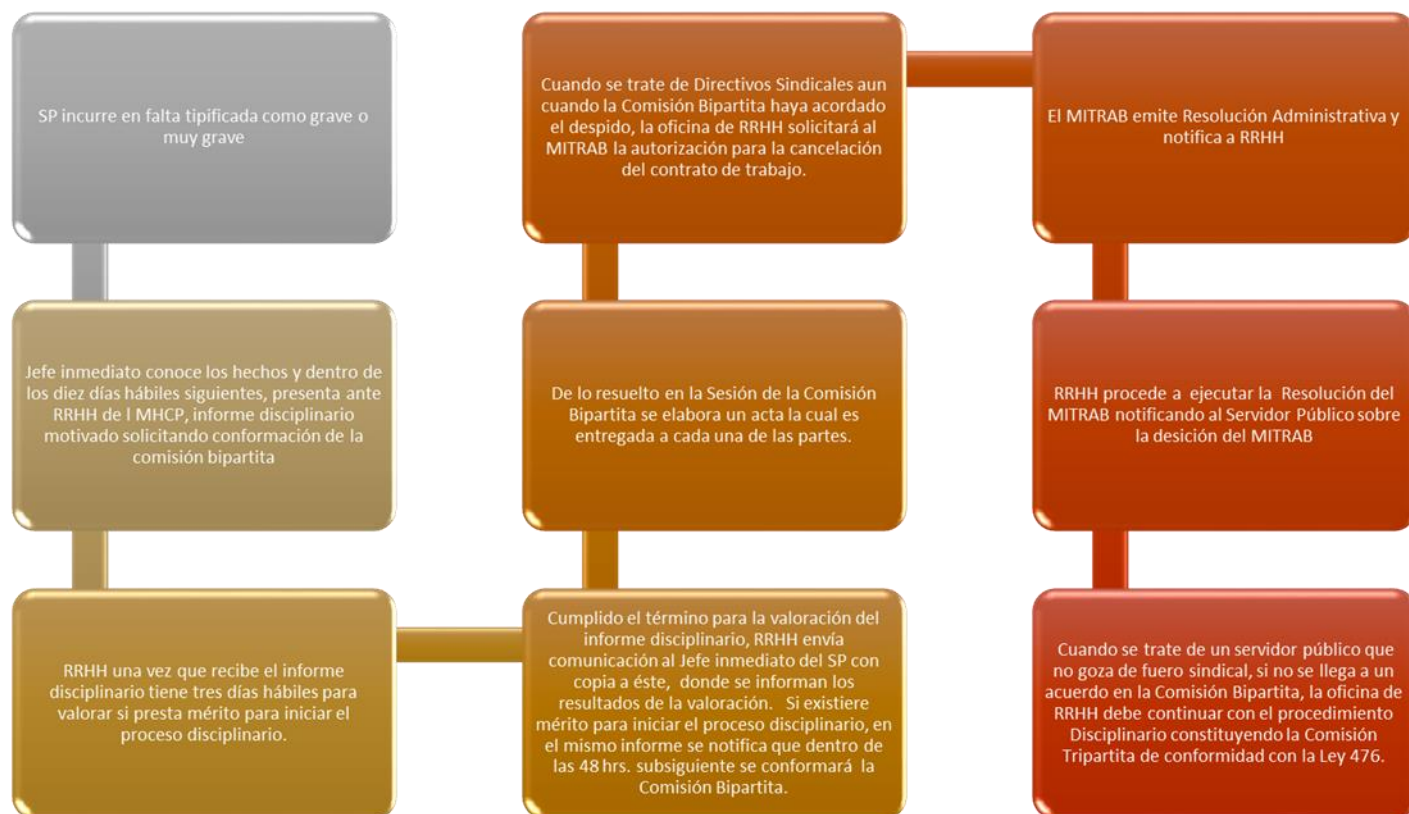 SP incurre en falta tipificada como grave o
muy grave
Jefe inmediato conoce los hechos y dentro de
los diez días hábiles siguientes, presenta ante
RRHH de l MHCP, informe disciplinario
motivado solicitando conformación de la
comisión bipartita
RRHH una vez que recibe el informe
disciplinario tiene tres días hábiles para
valorar si presta mérito para iniciar el
proceso disciplinario.
Cumplido el término para la valoración del
informe disciplinario, RRHH envía
comunicación al Jefe inmediato del SP con
copia a éste, donde se informan los
resultados de la valoración. Si existiere
mérito para iniciar el proceso disciplinario, en
el mismo informe se notifica que dentro de
las 48 hrs. subsiguiente se conformará la
Comisión Bipartita.
De lo resuelto en la Sesión de la Comisión
Bipartita se elabora un acta la cual es
entregada a cada una de las partes.
Cuando se trate de Directivos Sindicales aun
cuando la Comisión Bipartita haya acordado
el despido, la oficina de RRHH solicitará al
MITRAB la autorización para la cancelación
del contrato de trabajo.
El MITRAB emite Resolución Administrativa y
notifica a RRHH
RRHH procede a ejecutar la Resolución del
MITRAB notificando al Servidor Público sobre
la desición del MITRAB
Cuando se trate de un servidor público que
no goza de fuero sindical, si no se llega a un
acuerdo en la Comisión Bipartita, la oficina de
RRHH debe continuar con el procedimiento
Disciplinario constituyendo la Comisión
Tripartita de conformidad con la Ley 476.